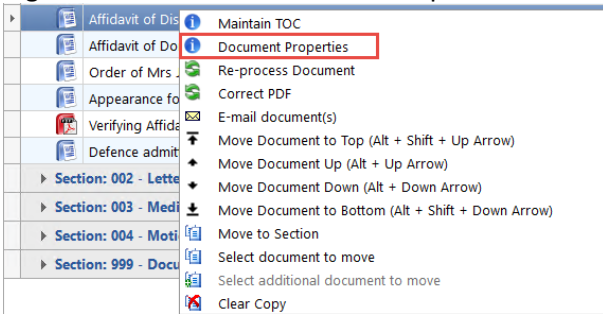 Affidavit of Dis
Affidavit of Do
Order of Mrs
Appearance fo
Verifying Affida
Defence admit
Section: 002 - Lette
Section: 003 - Medi
Section: 004 - Moti
Section: 999 - Docu
Maintain TOC
Document Properties
Re-process Document
Correct PDF
E-mail document(s)
Move Document to Top (Alt + Shift + Up Arrow)
Move Document Up (Alt + Up Arrow)
Move Document Down (Alt + Down Arrow)
Move Document to Bottom (Alt + Shift + Down Arrow)
Move to Section
Select document to move
Select additional document to move
Clear Copy